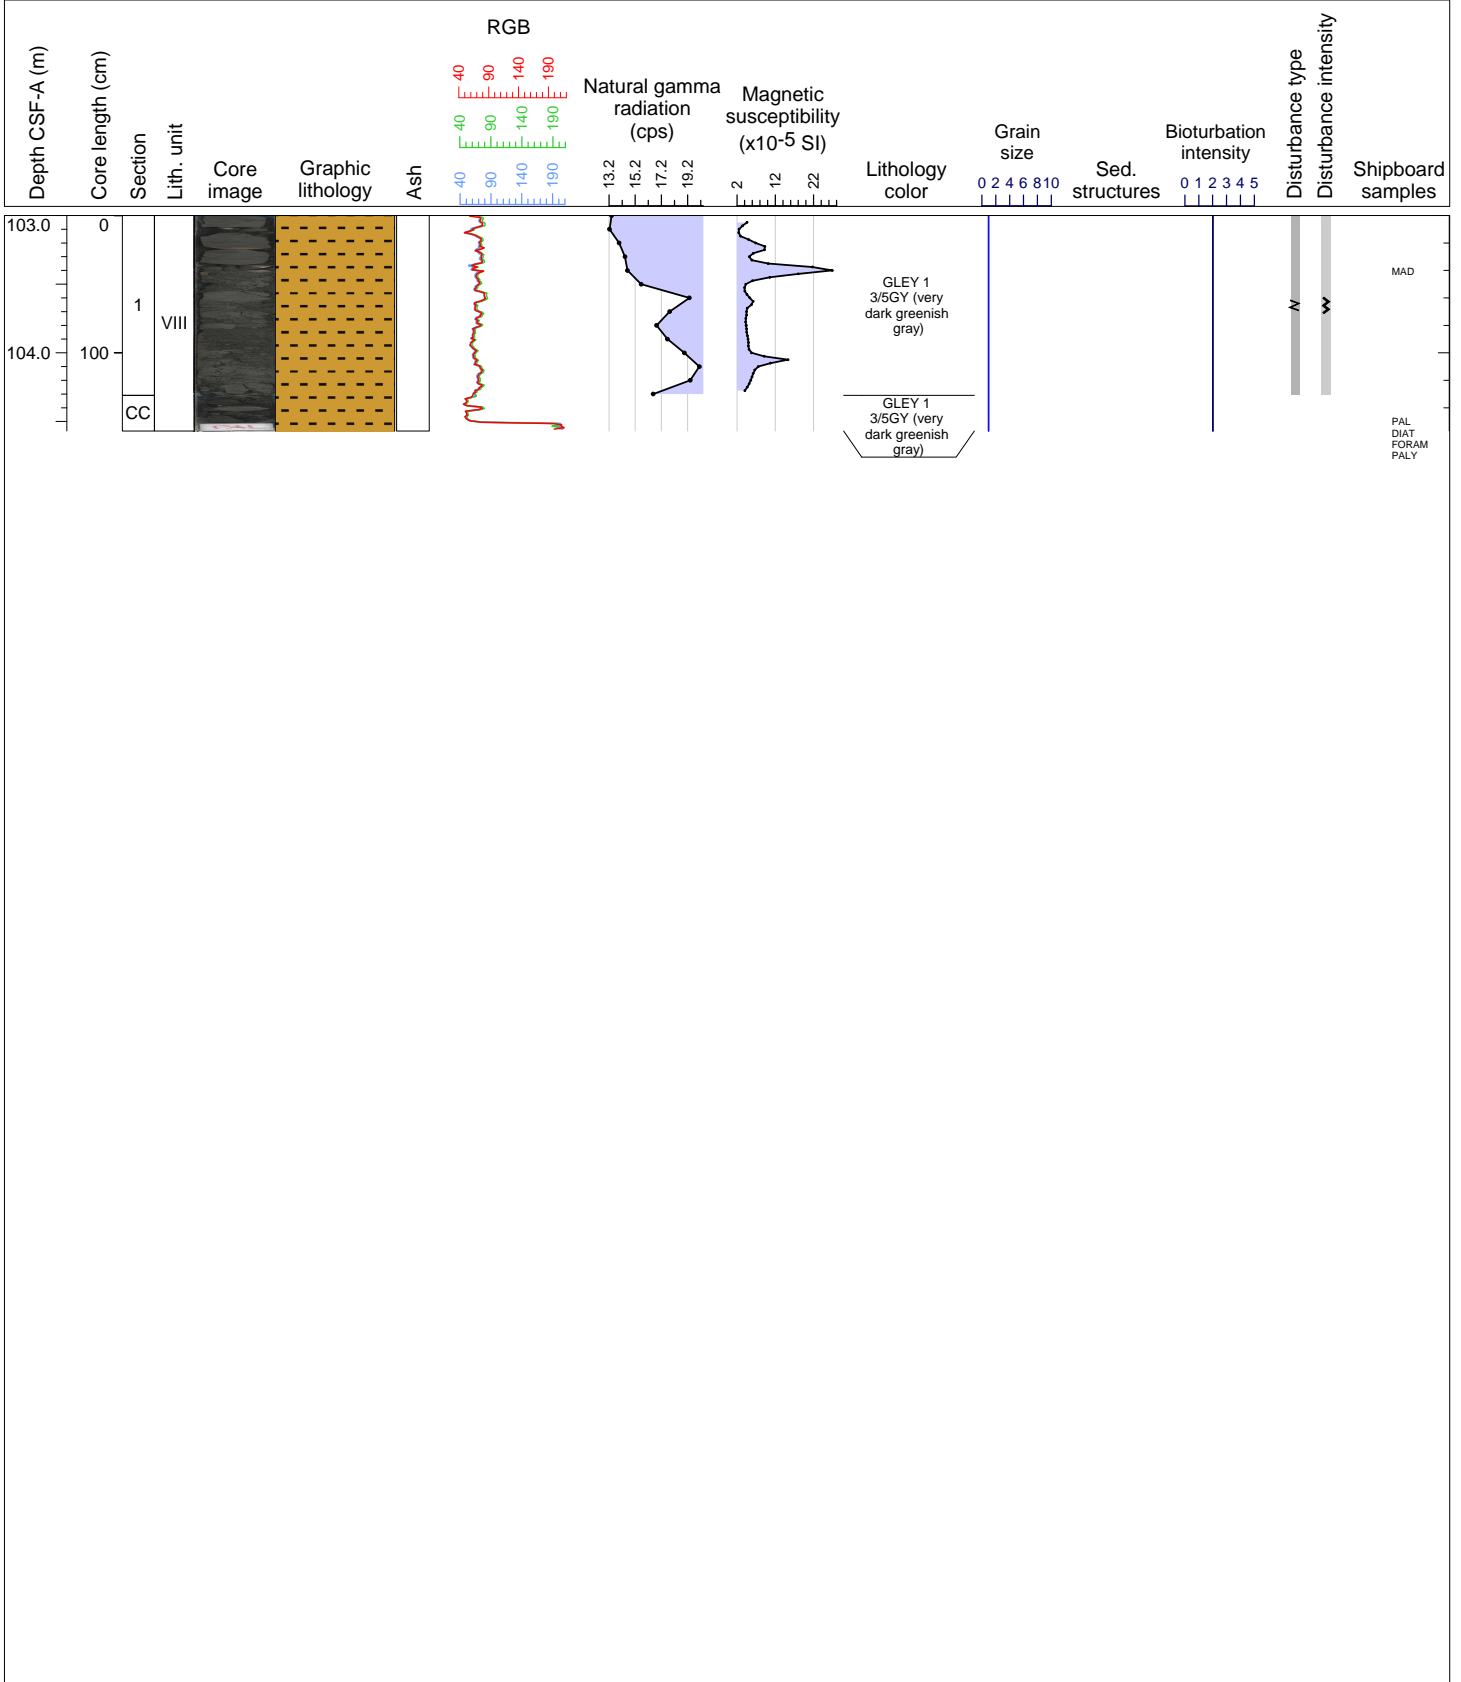 Depth CSF-A (m)
Core length (cm)
Section
Lith. unit
Core
image
Graphic
lithology
Ash
RGB
40 90 140 190
40 90 140 190
40 90 140 190
Natural gamma
radiation
(cps)
13.2 15.2 17.2 19.2
Magnetic
susceptibility
(x10-5 SI)
2 12 22
Lithology
color
Grain
size
0 2 4 6 8 10
Sed.
structures
Bioturbation
intensity
0 1 2 3 4 5
Disturbance type
Disturbance intensity
Shipboard
samples
103.0
104.0
0
100
1
CC
VIII
PAL
GLEY 1
3/5GY (very
dark greenish
gray)
GLEY 1
3/5GY (very
dark greenish
gray)
MAD
PAL
DIAT
FORAM
PALY